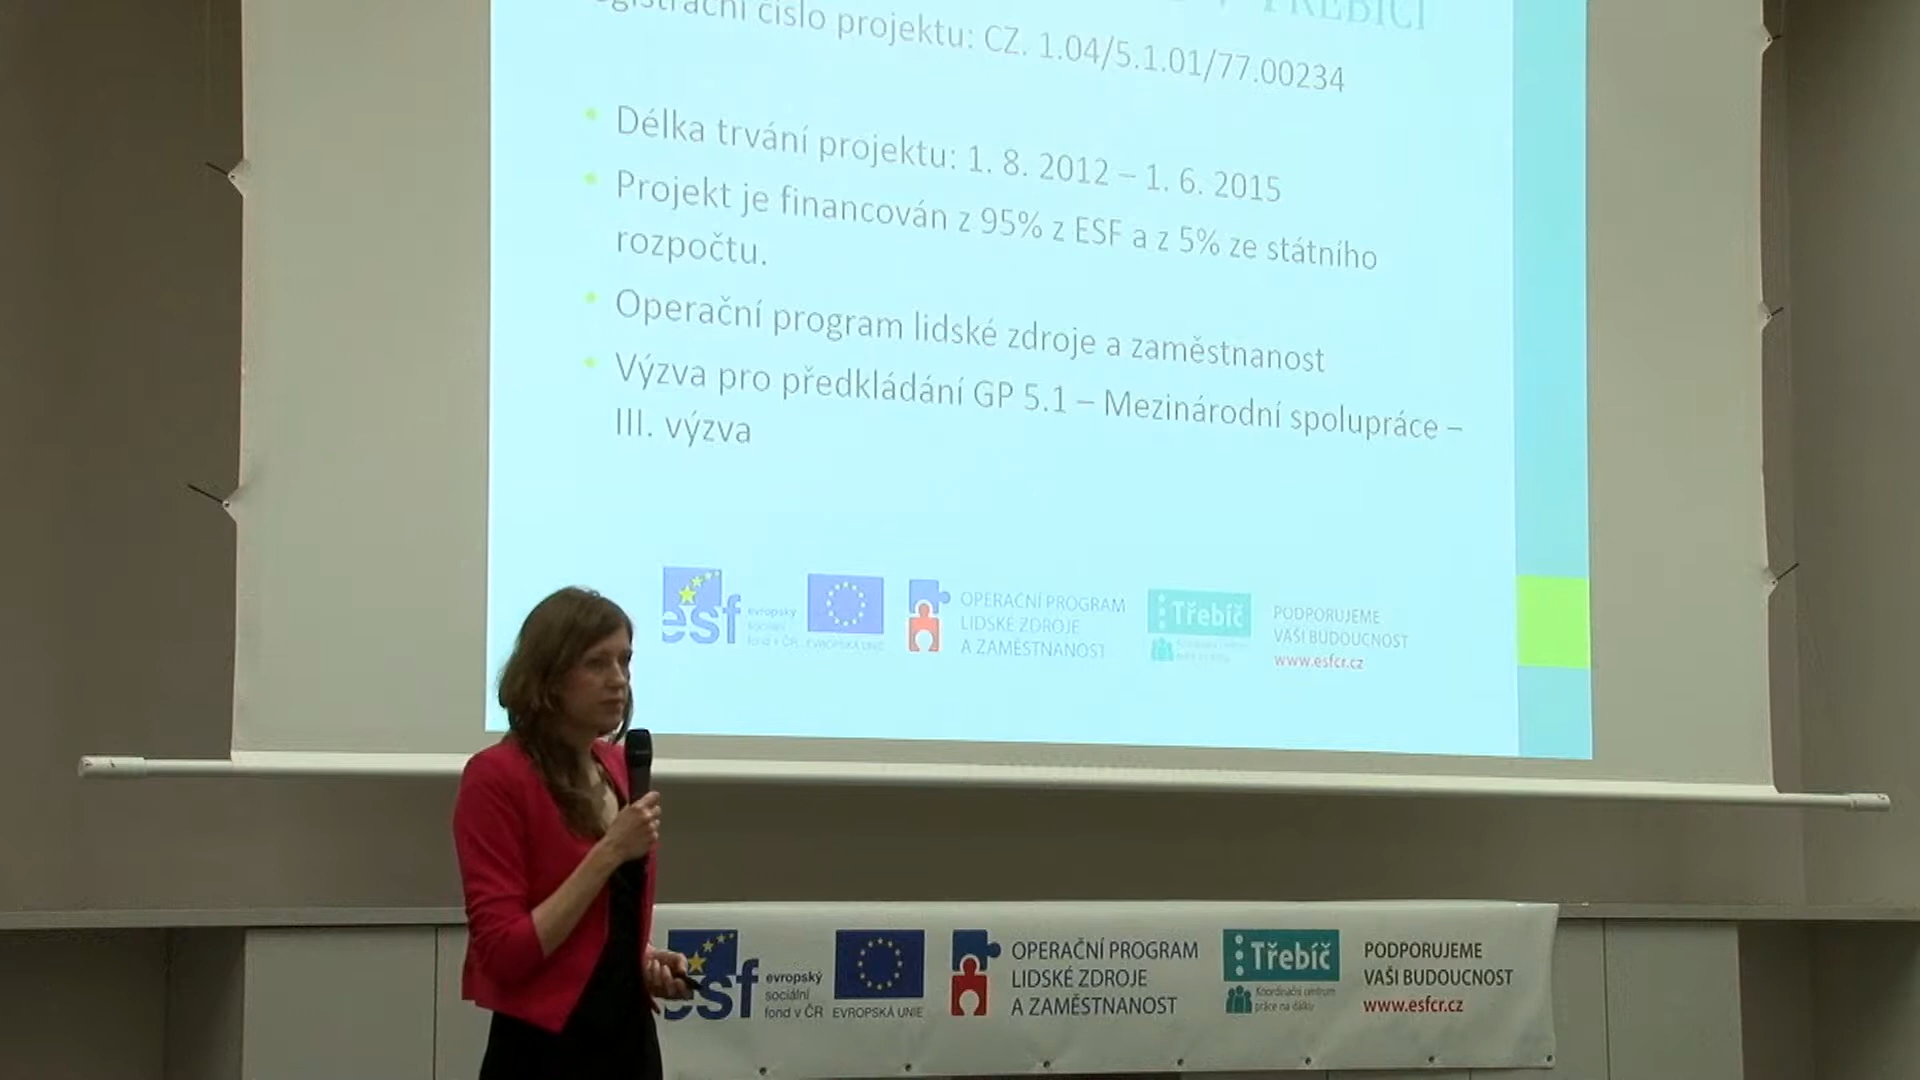 V TŘEBÍČI
registrační číslo projektu: CZ. 1.04/5.1.01/77.00234
• Délka trvání projektu: 1. 8. 2012 – 1. 6. 2015
• Projekt je financován z 95% z ESF a z 5% ze státního
rozpočtu.
• Operační program lidské zdroje a zaměstnanost
• Výzva pro předkládání GP 5.1 – Mezinárodní spolupráce –
III. výzva
esf
evropský
sociální
fond v ČR
EVROPSKÁ UNIE
OPERAČNÍ PROGRAM
LIDSKÉ ZDROJE
A ZAMĚSTNANOST
Třebíč
PODPORUJEME
VAŠI BUDOUCNOST
www.esfcr.cz
esf
evropský
sociální
fond v ČR
EVROPSKÁ UNIE
OPERAČNÍ PROGRAM
LIDSKÉ ZDROJE
A ZAMĚSTNANOST
Třebíč
Koordinační centrum
práce na dálku
PODPORUJEME
VAŠI BUDOUCNOST
www.esfcr.cz